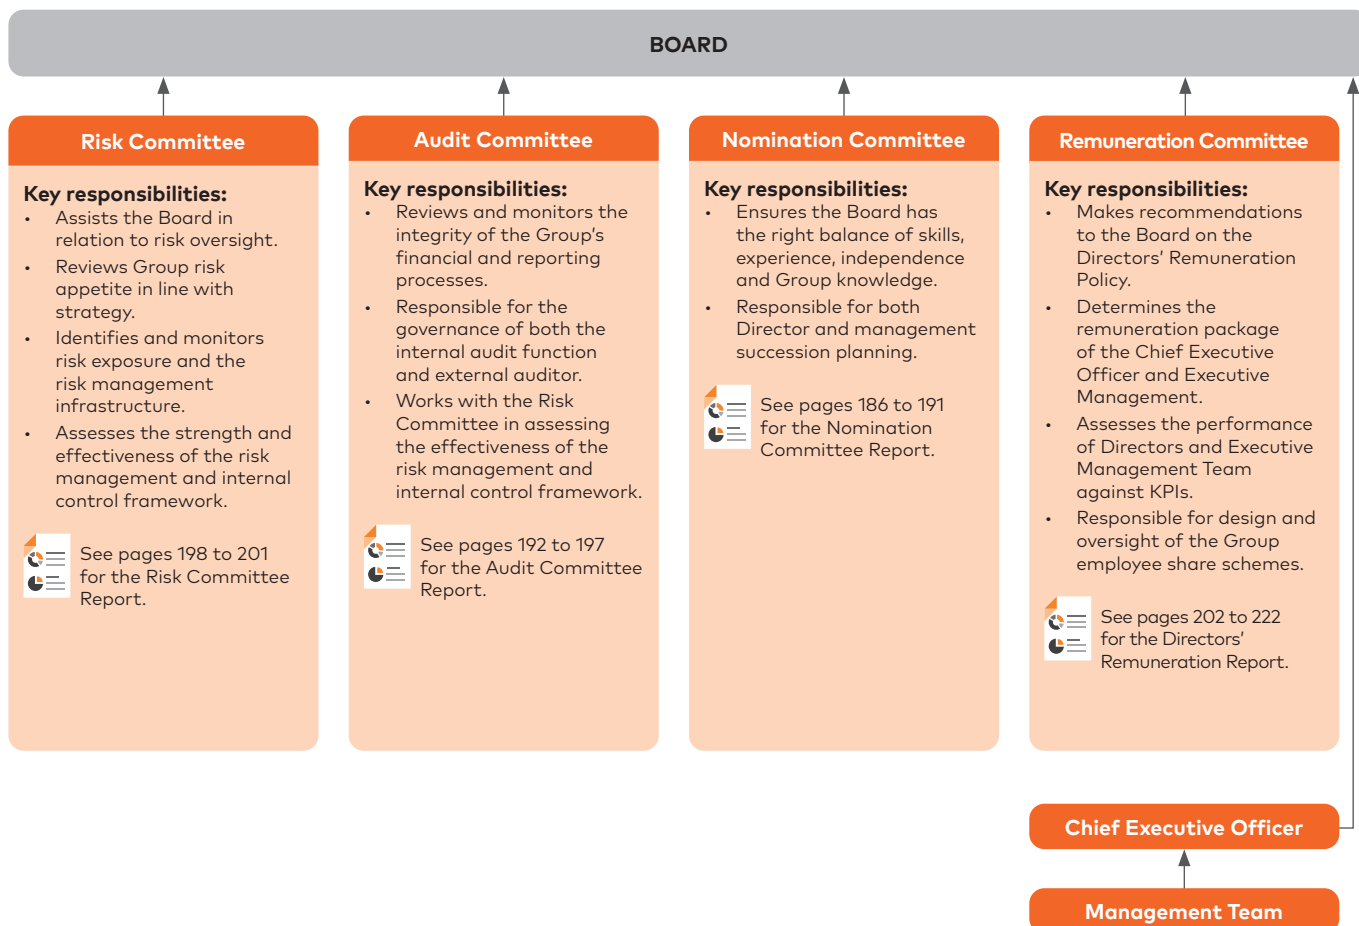 BOARD
Risk Committee
Key responsibilities:
• Assists the Board in
relation to risk oversight.
• Reviews Group risk
appetite in line with
strategy.
• Identifies and monitors
risk exposure and the
risk management
infrastructure.
• Assesses the strength and
effectiveness of the risk
management and internal
control framework.
See pages 198 to 201
for the Risk Committee
Report.
Audit Committee
Key responsibilities:
• Reviews and monitors the
integrity of the Group’s
financial and reporting
processes.
• Responsible for the
governance of both the
internal audit function
and external auditor.
• Works with the Risk
Committee in assessing
the effectiveness of the
risk management and
internal control framework.
See pages 192 to 197
for the Audit Committee
Report.
Nomination Committee
Key responsibilities:
• Ensures the Board has
the right balance of skills,
experience, independence
and Group knowledge.
• Responsible for both
Director and management
succession planning.
See pages 186 to 191
for the Nomination
Committee Report.
Remuneration Committee
Key responsibilities:
• Makes recommendations
to the Board on the
Directors’ Remuneration
Policy.
• Determines the
remuneration package
of the Chief Executive
Officer and Executive
Management.
• Assesses the performance
of Directors and Executive
Management Team
against KPIs.
• Responsible for design and
oversight of the Group
employee share schemes.
See pages 202 to 222
for the Directors’
Remuneration Report.
Chief Executive Officer
Management Team